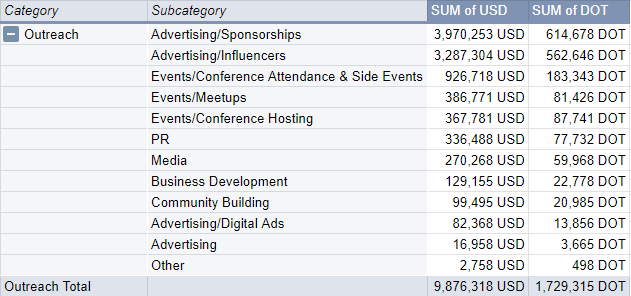 Category Subcategory SUM of USD SUM of DOT
Outreach Advertising/Sponsorships 3,970,253 USD 614,678 DOT
Advertising/Influencers 3,287,304 USD 562,646 DOT
Events/Conference Attendance & Side Events 926,718 USD 183,343 DOT
Events/Meetups 386,771 USD 81,426 DOT
Events/Conference Hosting 367,781 USD 87,741 DOT
PR 336,488 USD 77,732 DOT
Media 270,268 USD 59,968 DOT
Business Development 129,155 USD 22,778 DOT
Community Building 99,495 USD 20,985 DOT
Advertising/Digital Ads 82,368 USD 13,856 DOT
Advertising 16,958 USD 3,665 DOT
Other 2,758 USD 498 DOT
Outreach Total 9,876,318 USD 1,729,315 DOT